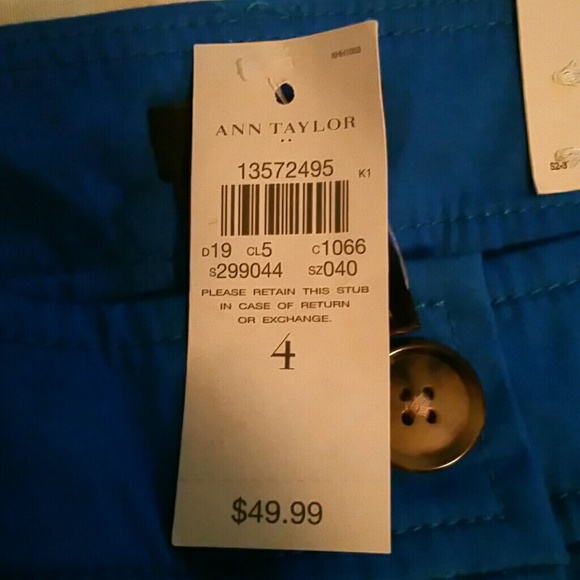 ANN TAYLOR
13572495 K1
D19 CL5 C1066
S299044 SZ040
PLEASE RETAIN THIS STUB
IN CASE OF RETURN
OR EXCHANGE.
4
$49.99